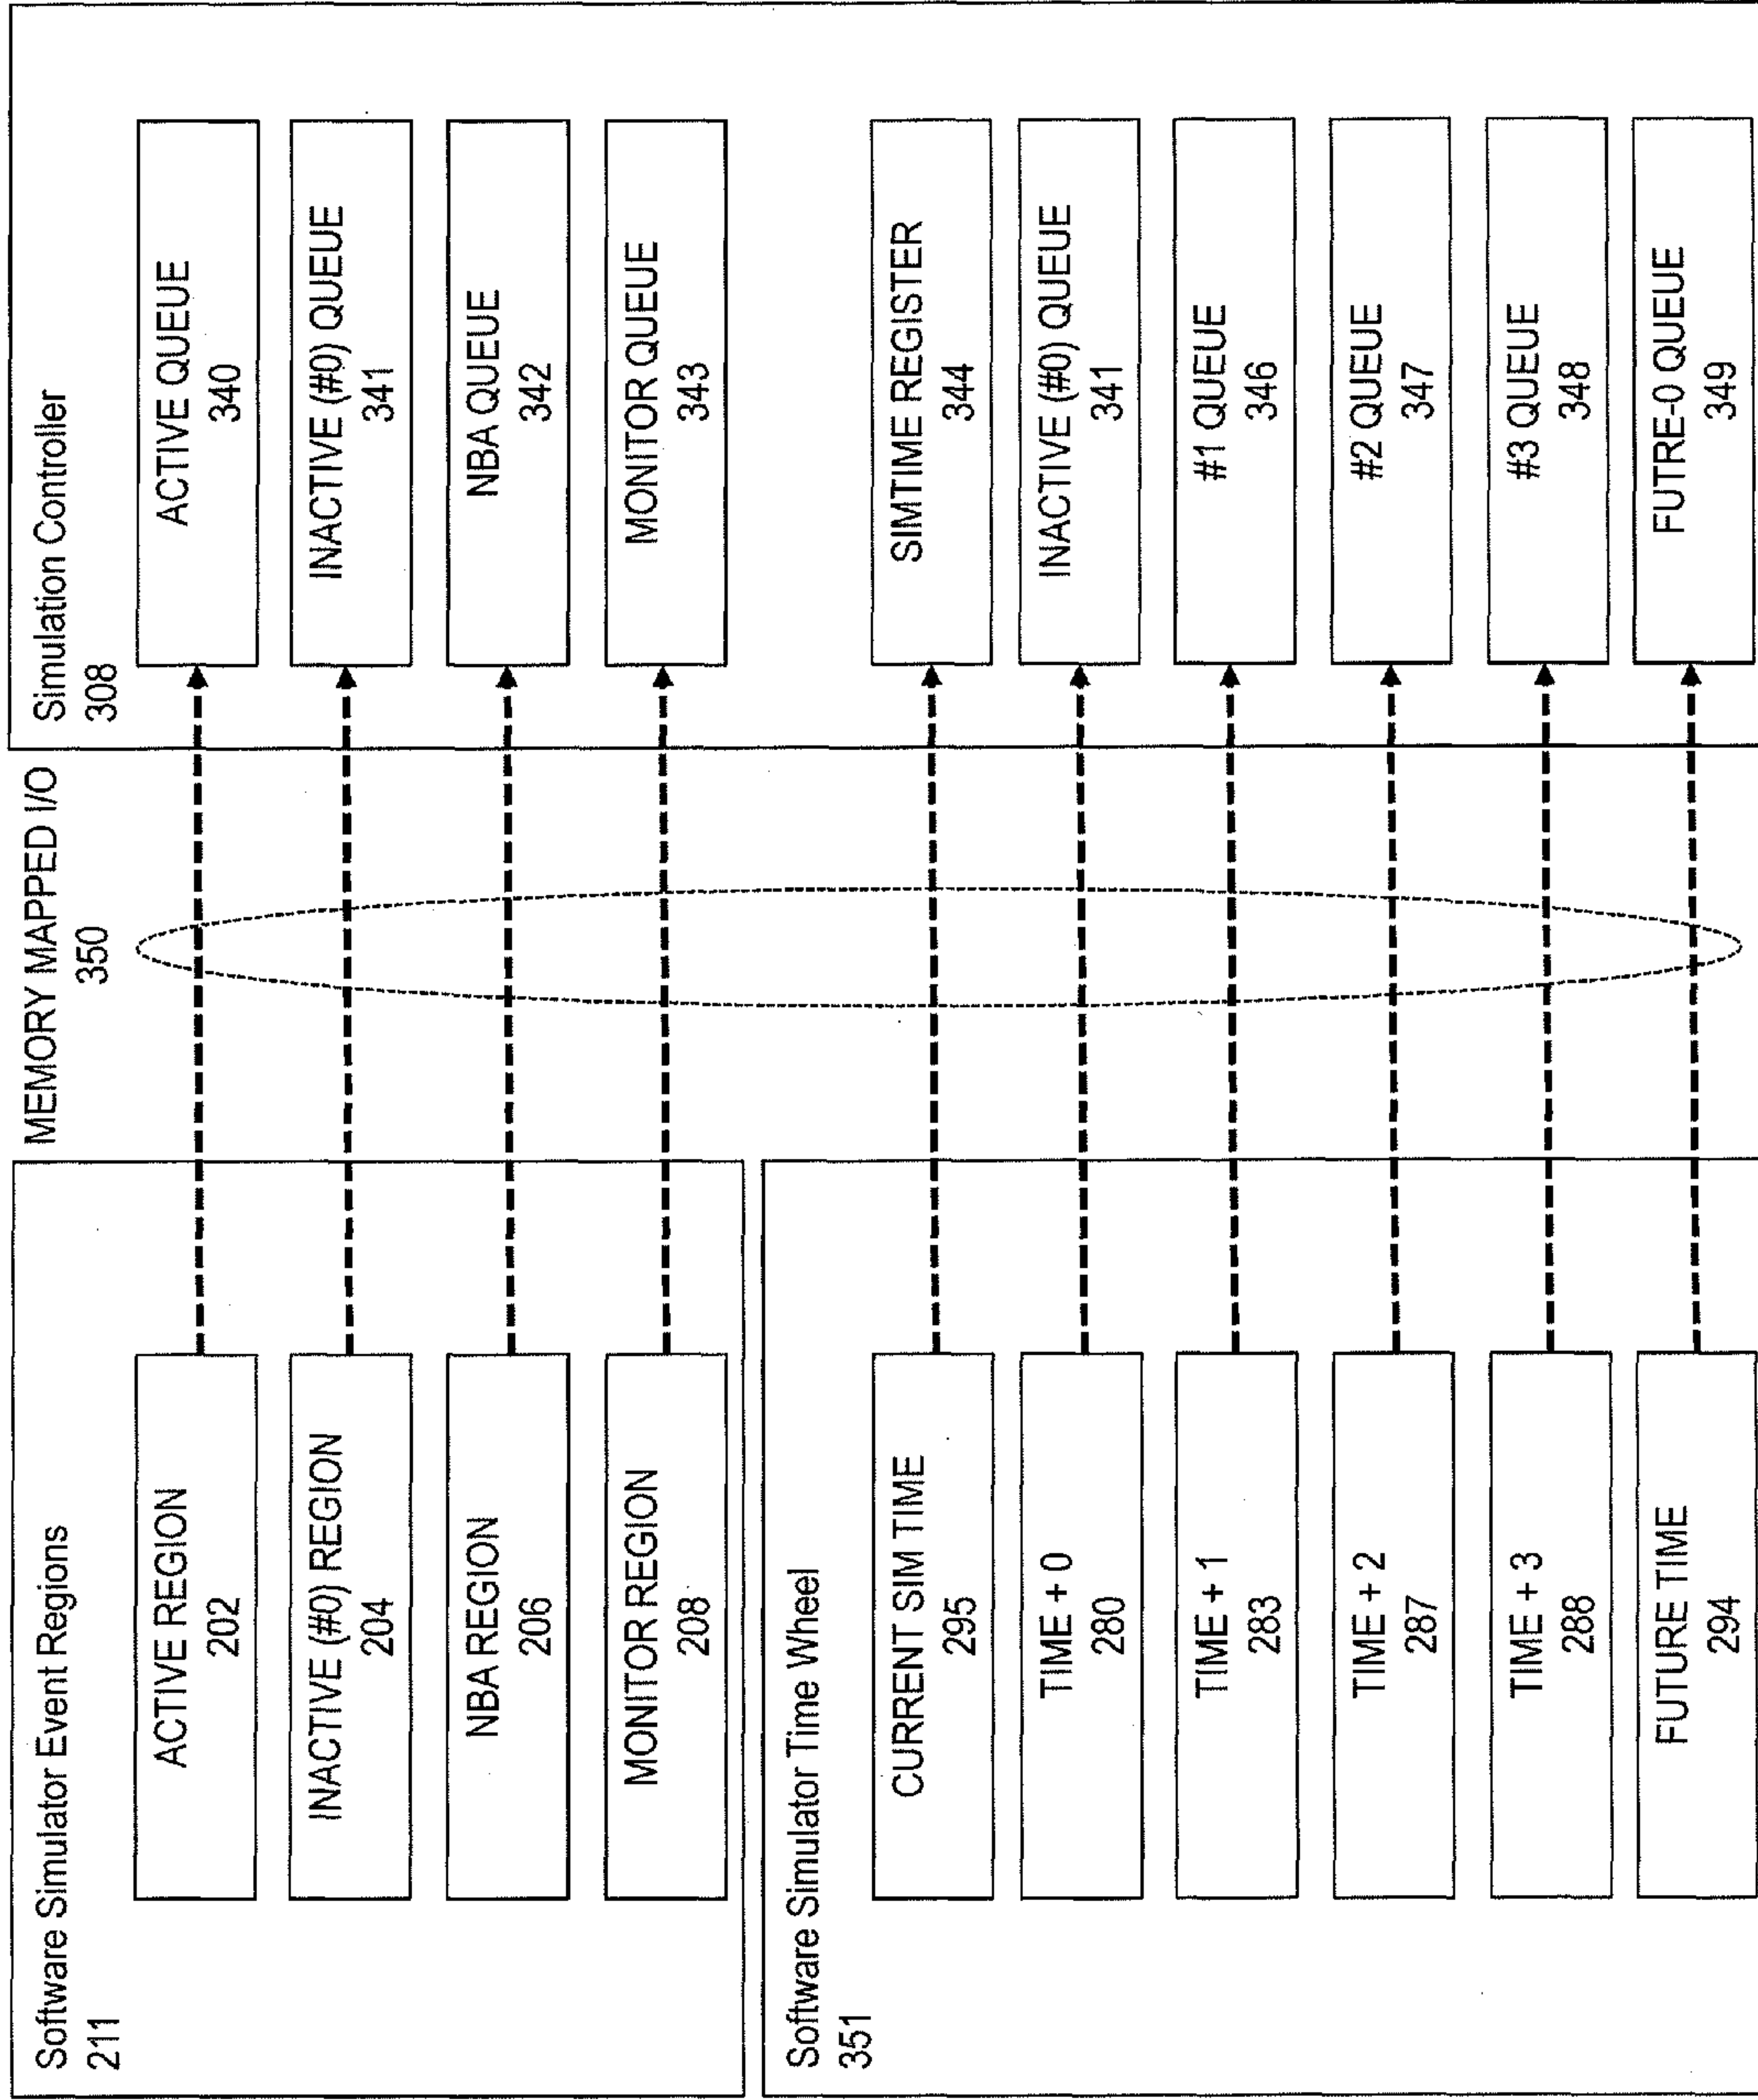 Software Simulator Event Regions
211
ACTIVE REGION
202
INACTIVE (#0) REGION
204
NBA REGION
206
MONITOR REGION
208
Software Simulator Time Wheel
351
CURRENT SIM TIME
295
TIME + 0
280
TIME + 1
283
TIME + 2
287
TIME + 3
288
FUTURE TIME
294
MEMORY MAPPED I/O
350
Simulation Controller
308
ACTIVE QUEUE
340
INACTIVE (#0) QUEUE
341
NBA QUEUE
342
MONITOR QUEUE
343
SIMTIME REGISTER
344
INACTIVE (#0) QUEUE
341
#1 QUEUE
346
#2 QUEUE
347
#3 QUEUE
348
FUTRE-0 QUEUE
349